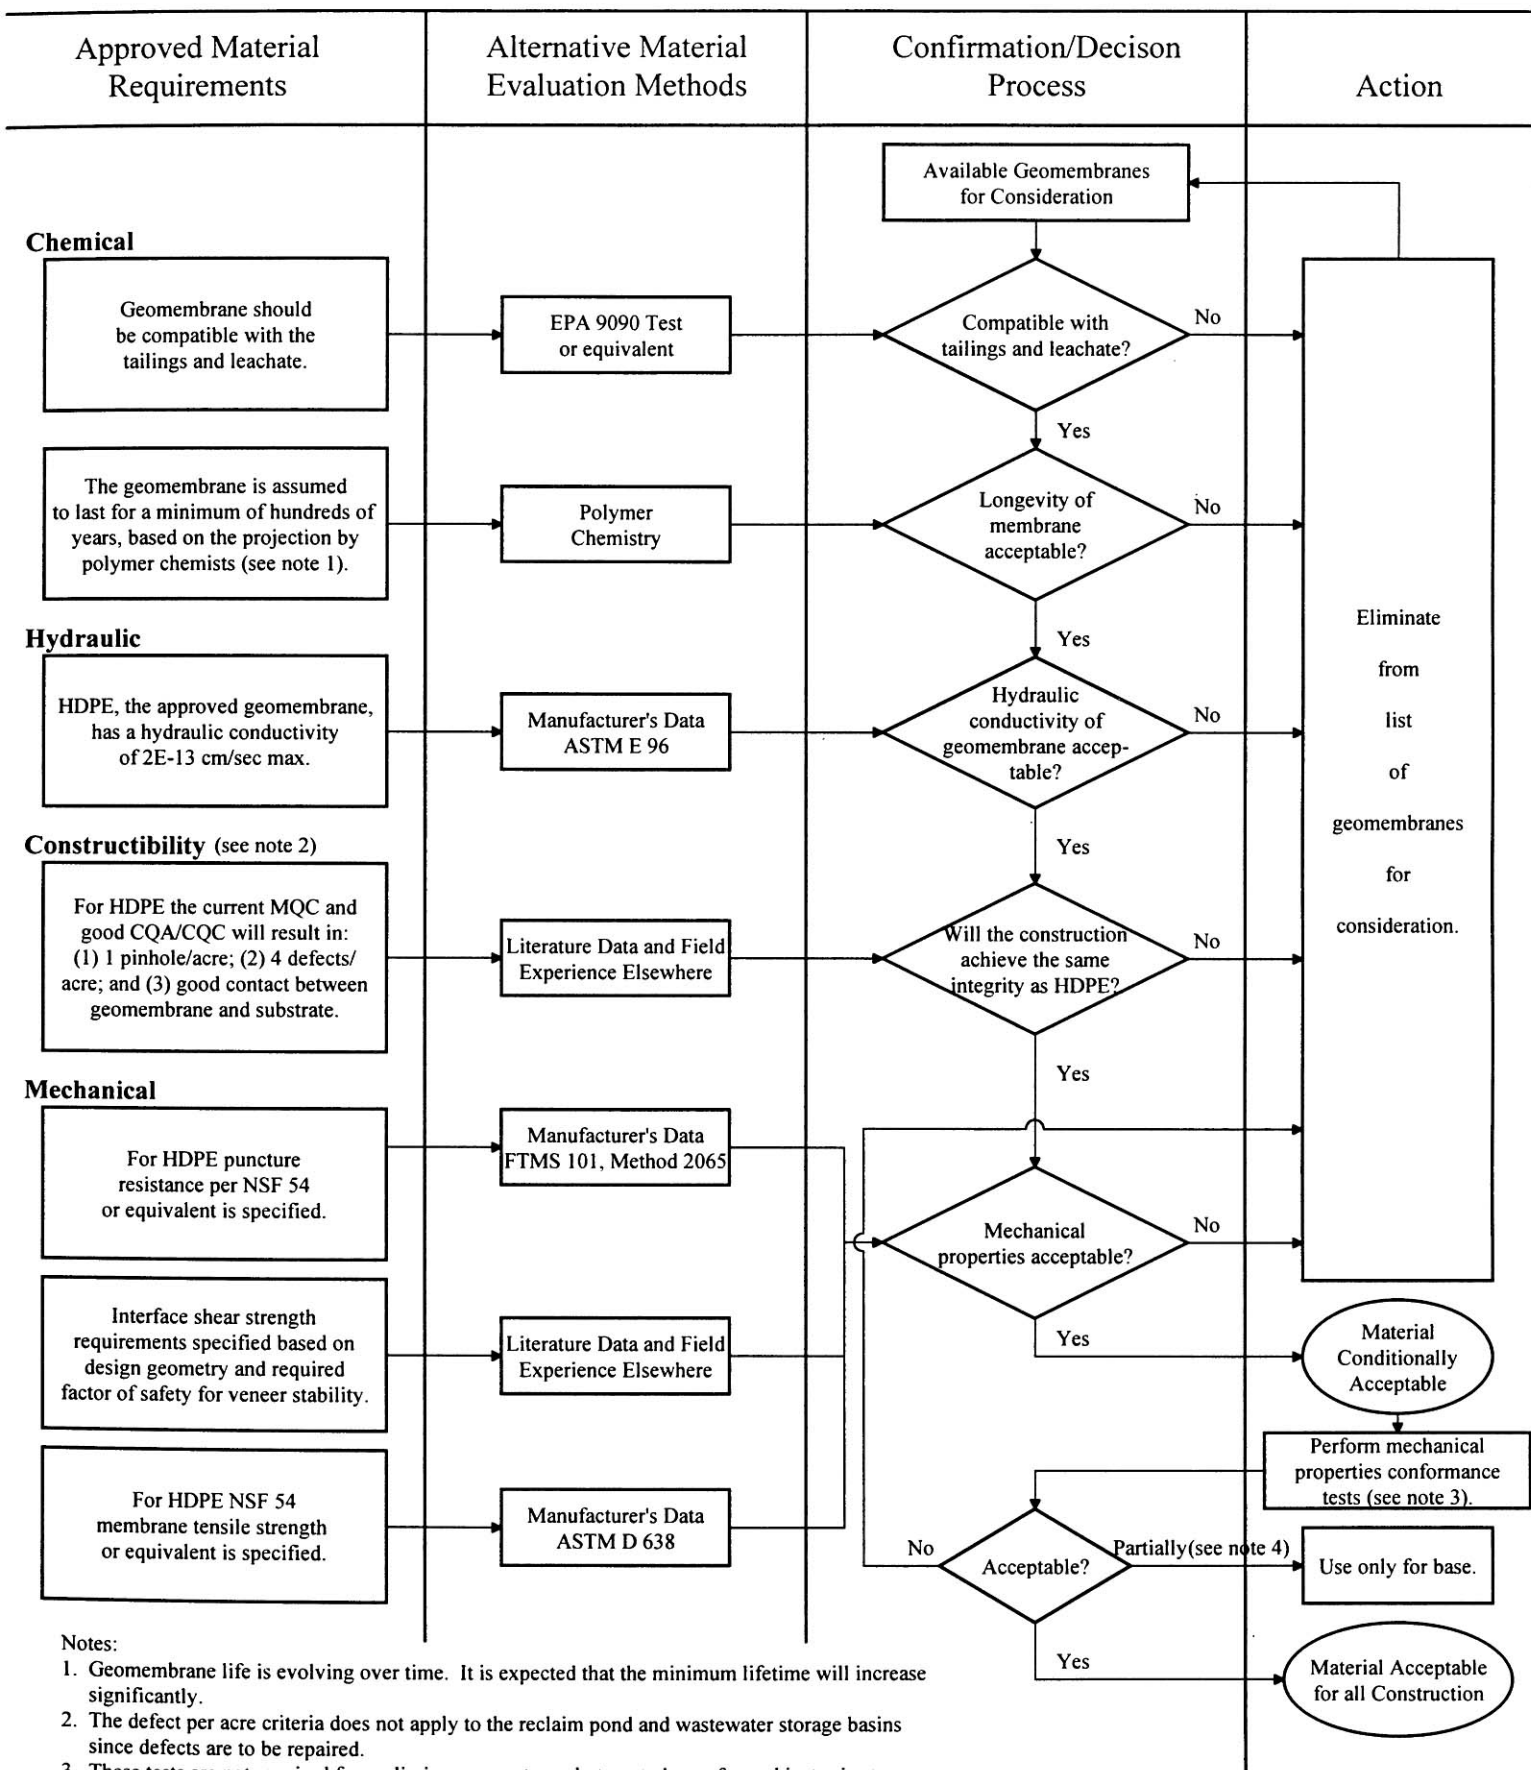 Approved Material
Requirements
Alternative Material
Evaluation Methods
Confirmation/Decison
Process
Action
Available Geomembranes
for Consideration
Chemical
Geomembrane should
be compatible with the
tailings and leachate.
EPA 9090 Test
or equivalent
Compatible with
tailings and leachate?
No
Yes
The geomembrane is assumed
to last for a minimum of hundreds of
years, based on the projection by
polymer chemists (see note 1).
Polymer
Chemistry
Longevity of
membrane
acceptable?
No
Yes
Hydraulic
HDPE, the approved geomembrane,
has a hydraulic conductivity
of 2E-13 cm/sec max.
Manufacturer's Data
ASTM E 96
Hydraulic
conductivity of
geomembrane accep-
table?
No
Yes
Eliminate
from
list
of
geomembranes
for
consideration.
Constructibility (see note 2)
For HDPE the current MQC and
good CQA/CQC will result in:
(1) 1 pinhole/acre; (2) 4 defects/
acre; and (3) good contact between
geomembrane and substrate.
Literature Data and Field
Experience Elsewhere
Will the construction
achieve the same
integrity as HDPE?
No
Yes
Mechanical
For HDPE puncture
resistance per NSF 54
or equivalent is specified.
Manufacturer's Data
FTMS 101, Method 2065
Mechanical
properties acceptable?
No
Yes
Interface shear strength
requirements specified based on
design geometry and required
factor of safety for veneer stability.
Literature Data and Field
Experience Elsewhere
Material
Conditionally
Acceptable
Perform mechanical
properties conformance
tests (see note 3).
For HDPE NSF 54
membrane tensile strength
or equivalent is specified.
Manufacturer's Data
ASTM D 638
No
Acceptable?
Partially(see note 4)
Use only for base.
Yes
Material Acceptable
for all Construction
Notes:
1. Geomembrane life is evolving over time. It is expected that the minimum lifetime will increase
significantly.
2. The defect per acre criteria does not apply to the reclaim pond and wastewater storage basins
since defects are to be repaired.